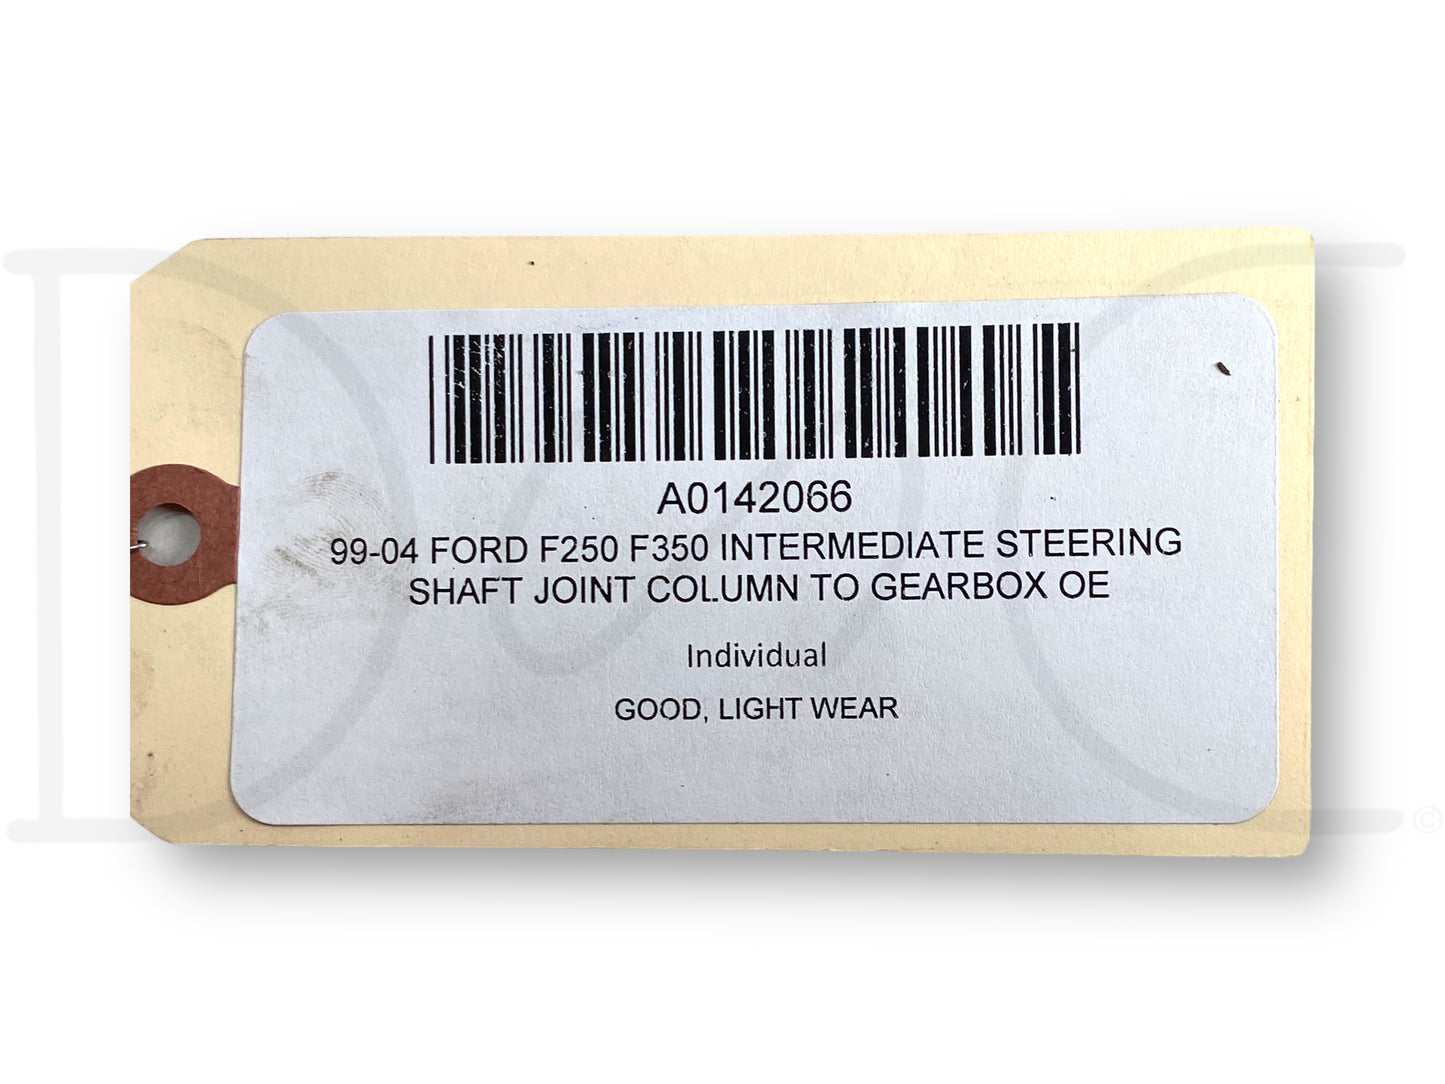 A0142066
99-04 FORD F250 F350 INTERMEDIATE STEERING
SHAFT JOINT COLUMN TO GEARBOX OE
Individual
GOOD, LIGHT WEAR
©